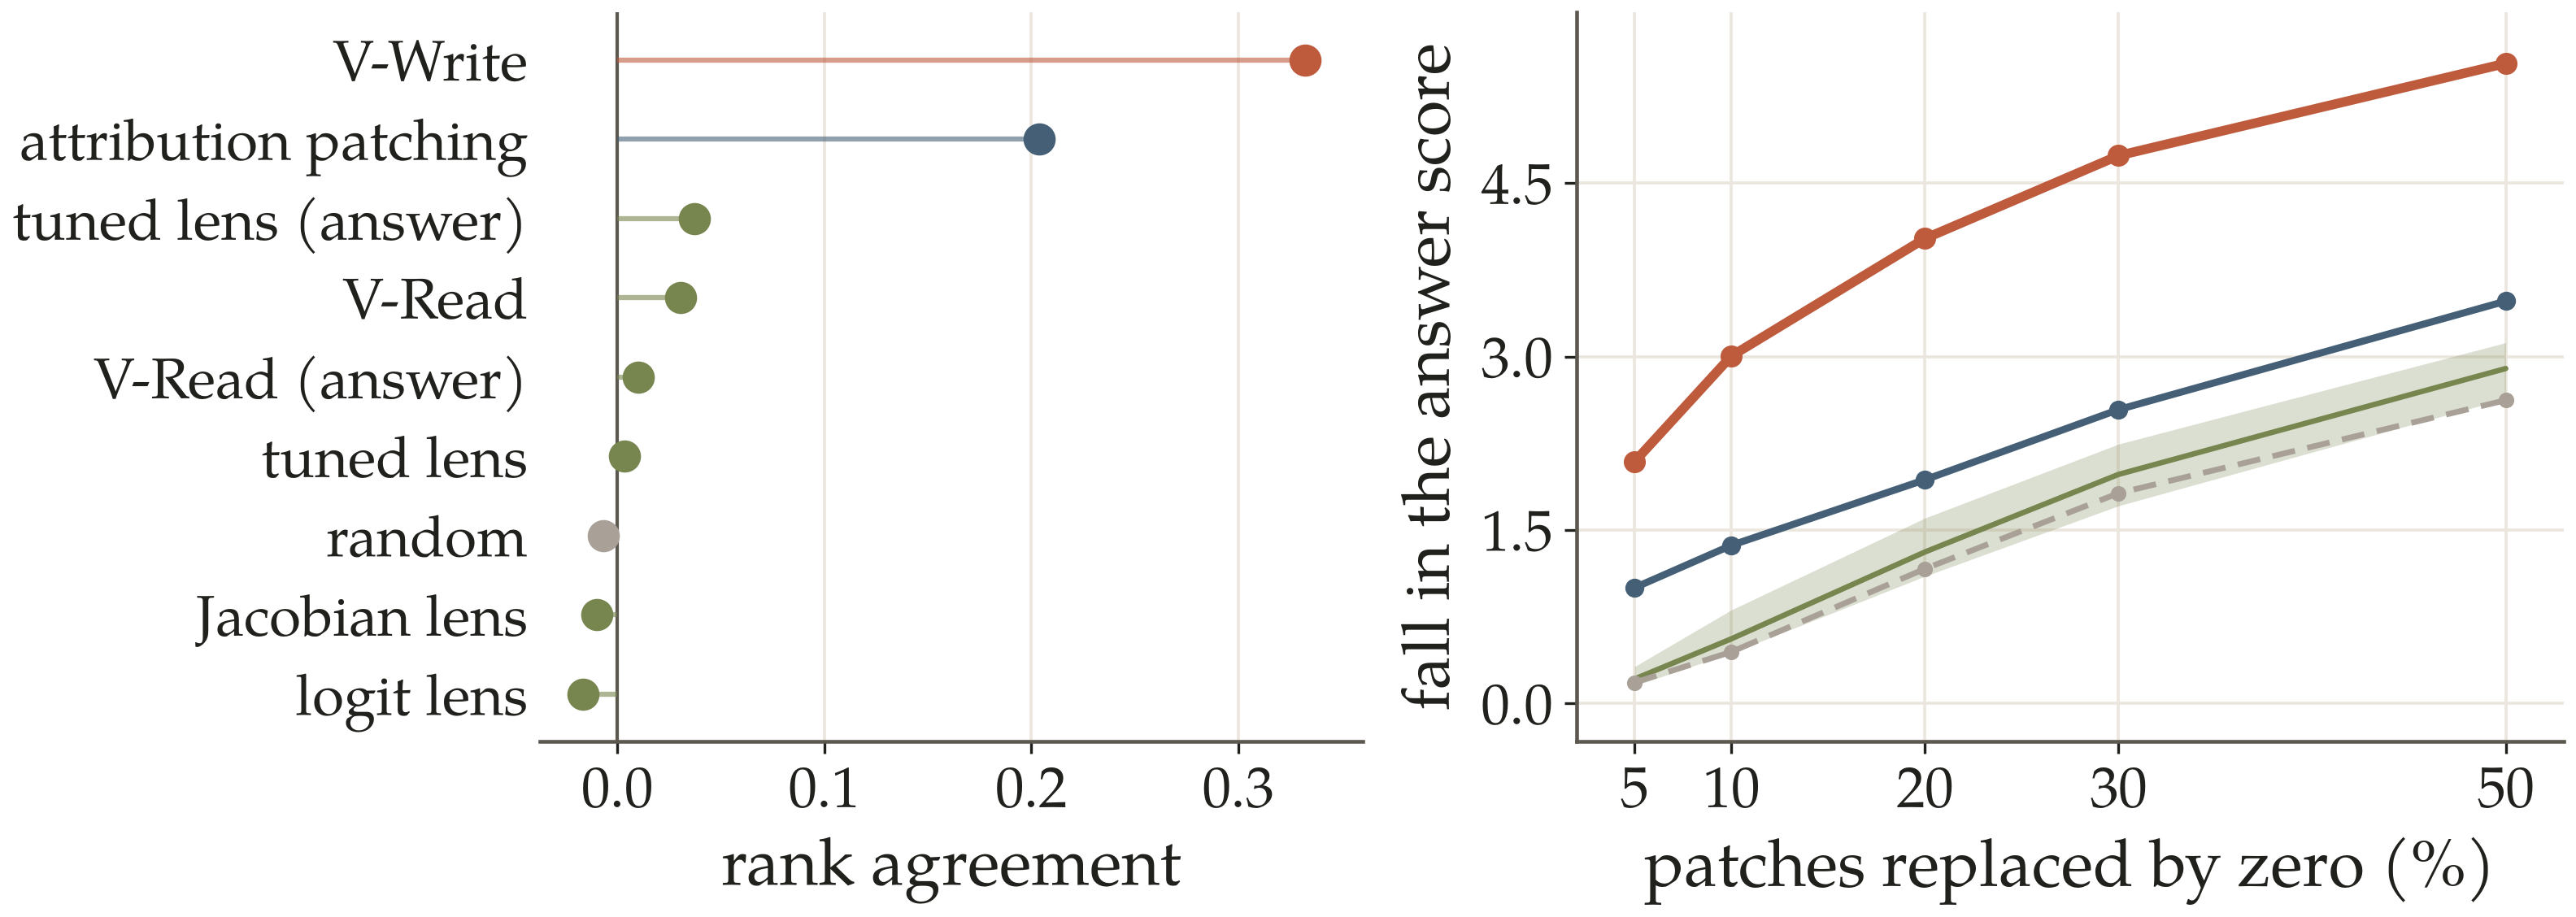 V-Write
attribution patching
tuned lens (answer)
V-Read
V-Read (answer)
tuned lens
random
Jacobian lens
logit lens
0.0 0.1 0.2 0.3
rank agreement
fall in the answer score
4.5
3.0
1.5
0.0
5 10 20 30 50
patches replaced by zero (%)